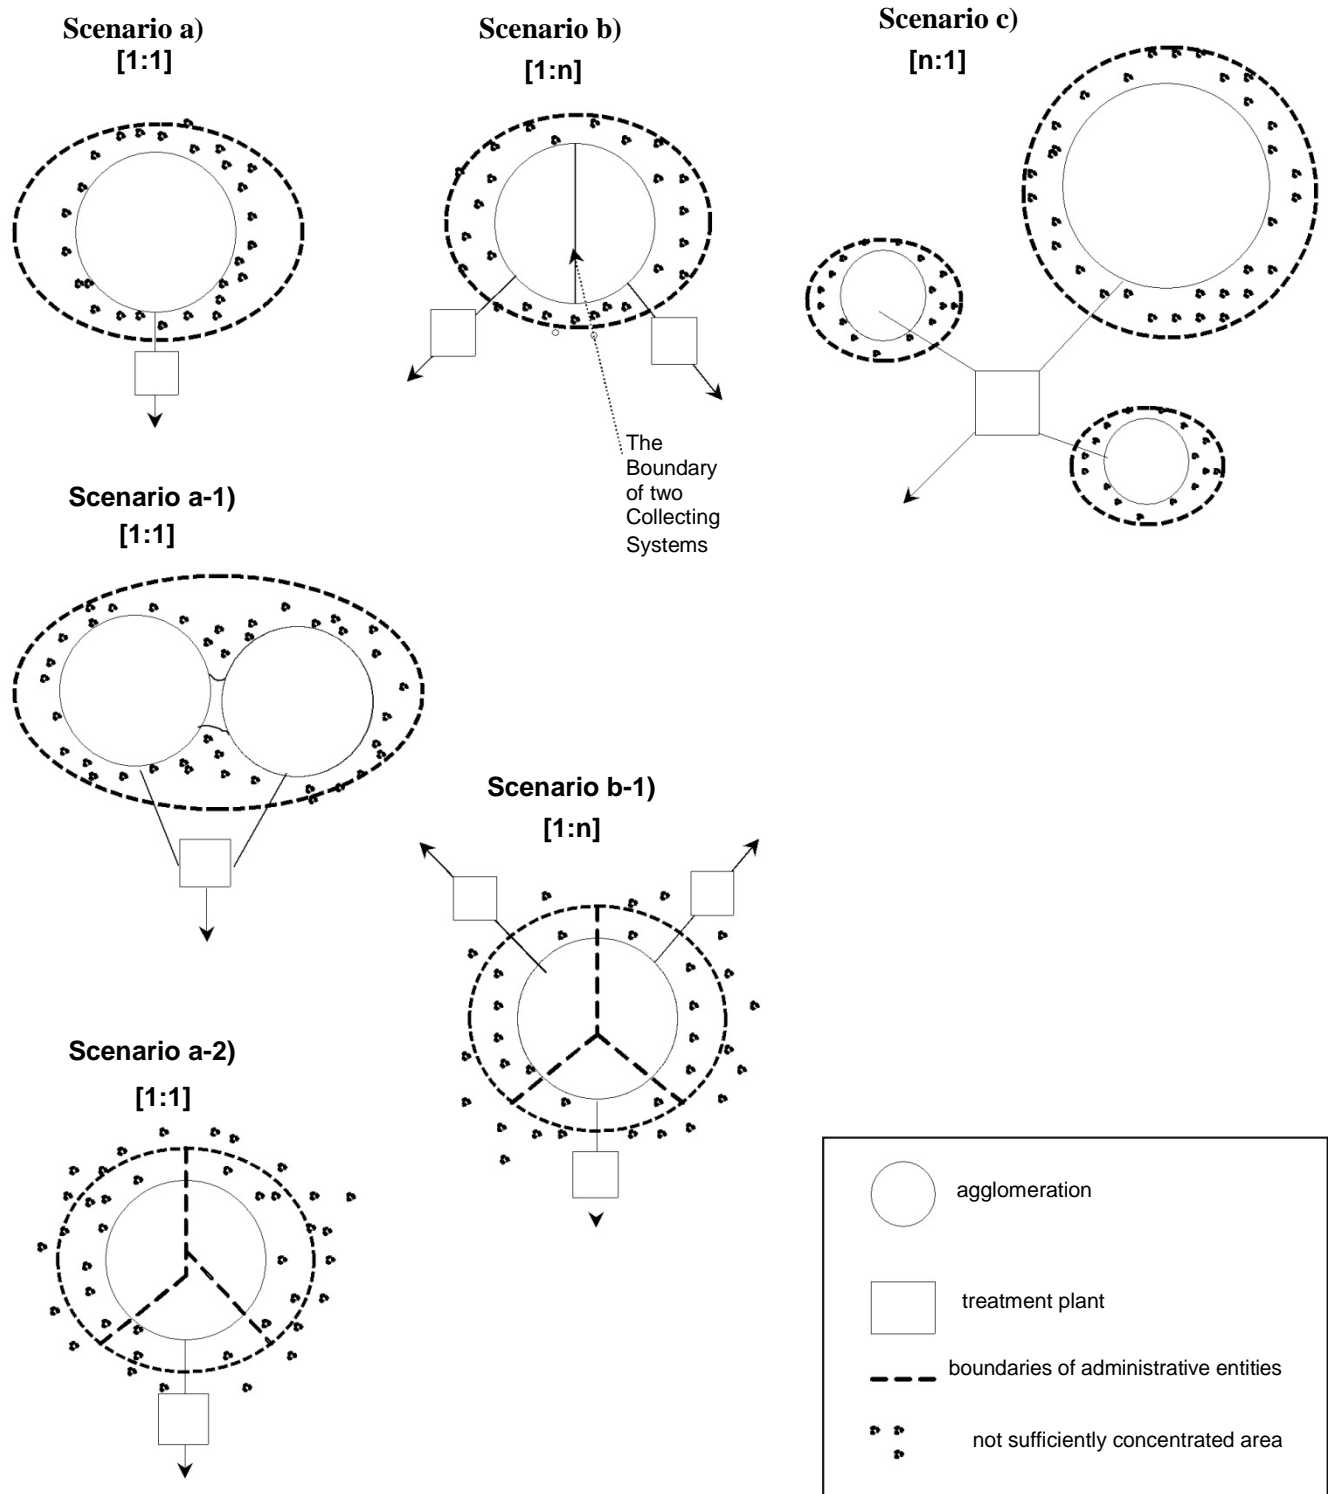 Scenario a)
[1:1]
Scenario b)
[1:n]
Scenario c)
[n:1]
The
Boundary
of two
Collecting
Systems
Scenario a-1)
[1:1]
Scenario b-1)
[1:n]
Scenario a-2)
[1:1]
agglomeration
treatment plant
boundaries of administrative entities
not sufficiently concentrated area